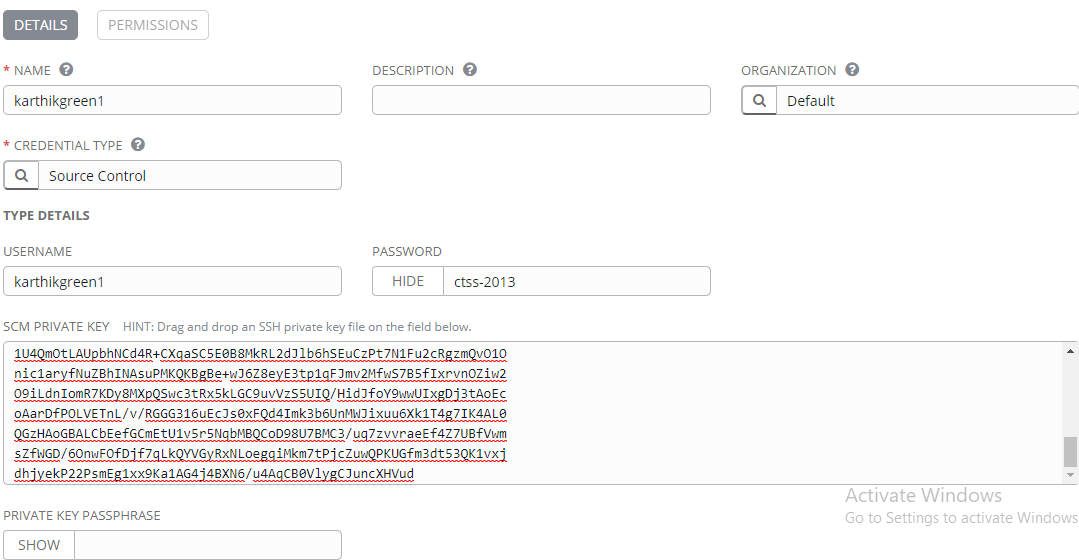 DETAILS PERMISSIONS
* NAME ? DESCRIPTION ? ORGANIZATION ?
karthikgreen1 Default
* CREDENTIAL TYPE ?
Source Control
TYPE DETAILS
USERNAME PASSWORD
karthikgreen1 HIDE ctss-2013
SCM PRIVATE KEY HINT: Drag and drop an SSH private key file on the field below.
1U4QmOtLAUpbhNCd4R+CXqaSC5E0B8MkRL2dJlb6hSEuCzPt7N1Fu2cRgzmQvO1O
nic1aryfNuZBhINAsuPMKQKBgBe+wJ6Z8eyE3tp1qFJmv2MfwS7B5fIxrvnOZiw2
O9iLdnIomR7KDy8MXpQSwc3tRx5kLGC9uvVzS5UIQ/HidJfoY9wwUIxgDj3tAoEc
oAarDfPOLVETnL/v/RGGG316uEcJs0xFQd4Imk3b6UnMWJixuu6Xk1T4g7IK4AL0
QGzHAoGBALCbEefGCmEtU1v5r5NqbMBQCoD98U7BMC3/uq7zvvraeEf4Z7UBfVwm
sZfWGD/6OnwFOfDjf7qLkQYVGyRxNLoegqiMkm7tPjcZuwQPKUGfm3dt53QK1vxj
dhjyekP22PsmEg1xx9Ka1AG4j4BXN6/u4AqCB0VlygCJuncXHVud
Activate Windows
Go to Settings to activate Windows
PRIVATE KEY PASSPHRASE
SHOW